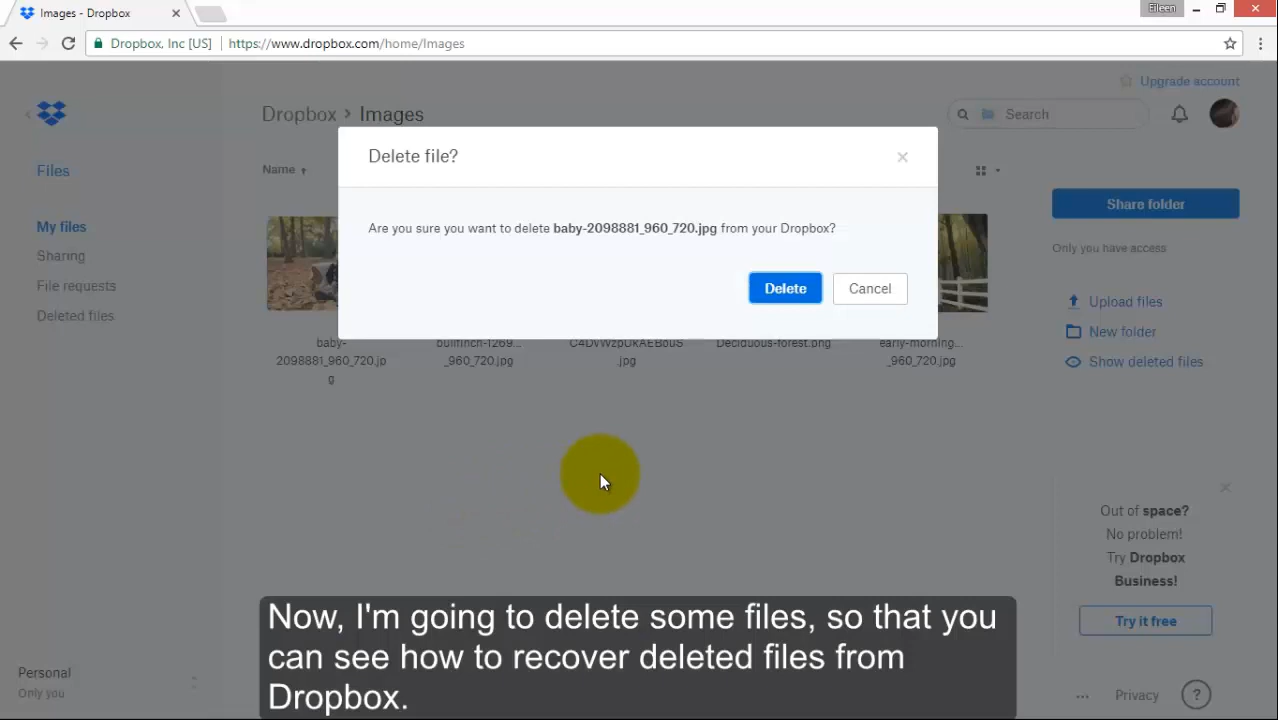 Images - Dropbox
Eileen
Dropbox, Inc [US]
https://www.dropbox.com/home/Images
Upgrade account
Dropbox > Images
Search
Delete file?
Files
Name
Share folder
Are you sure you want to delete baby-2098881_960_720.jpg from your Dropbox?
My files
Only you have access
Sharing
File requests
Delete
Cancel
Upload files
Deleted files
New folder
baby-
2098881_960_720.jp
g
bullfinch-1269...
_960_720.jpg
.jpg
Deciduous-forest.png
early-morning...
_960_720.jpg
Show deleted files
Out of space?
No problem!
Try Dropbox
Business!
Try it free
Now, I'm going to delete some files, so that you
can see how to recover deleted files from
Dropbox.
Personal
Only you
... Privacy ?